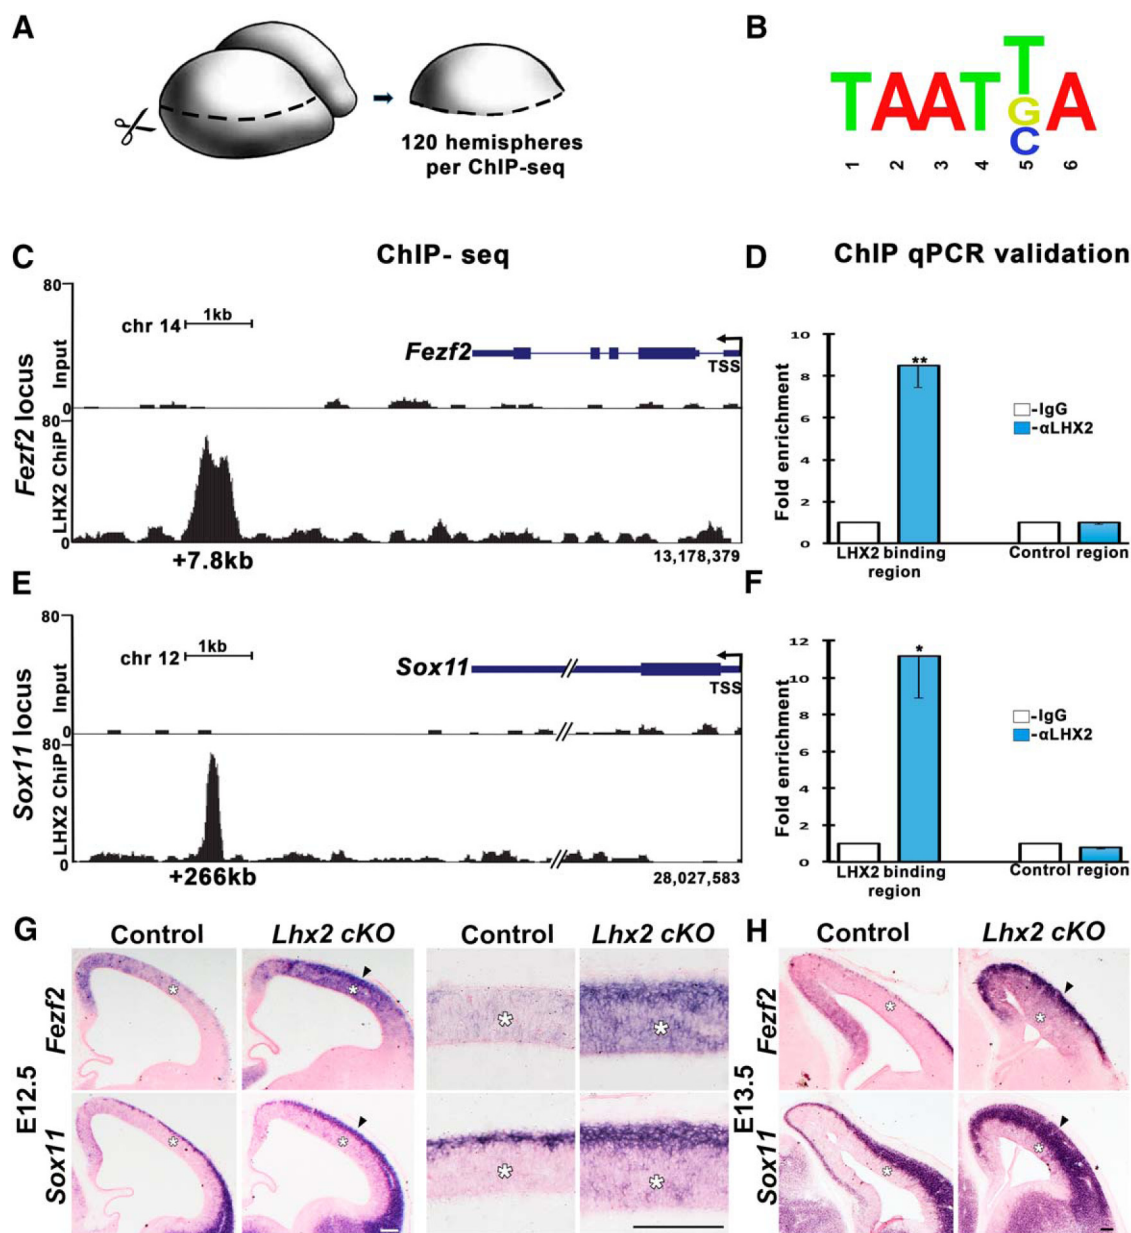 A
120 hemispheres
per ChIP-seq
B
TAATTA
G
C
1 2 3 4 5 6
C
ChIP- seq
Fezf2 locus
Input
LHX2 ChiP
80
0
80
0
chr 14
1kb
Fezf2
TSS
+7.8kb
13,178,379
D
ChIP qPCR validation
Fold enrichment
10
8
6
4
2
0
**
-IgG
-αLHX2
LHX2 binding
region
Control region
E
Sox11 locus
Input
LHX2 ChiP
80
0
80
0
chr 12
1kb
Sox11
TSS
+266kb
28,027,583
F
Fold enrichment
12
10
8
6
4
2
0
*
-IgG
-αLHX2
LHX2 binding
region
Control region
G
Control
Lhx2 cKO
Control
Lhx2 cKO
E12.5
Fezf2
Sox11
H
Control
Lhx2 cKO
E13.5
Fezf2
Sox11